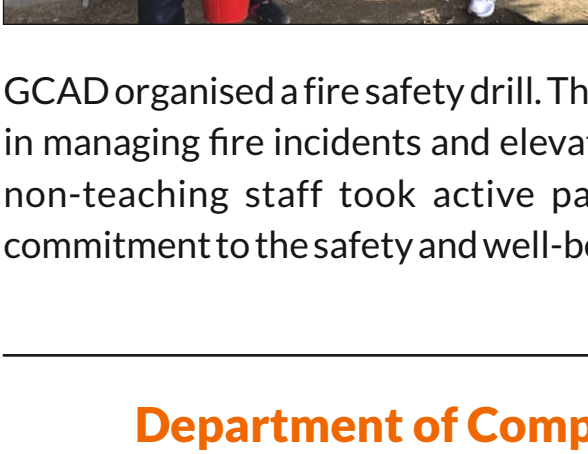 GCAD organised a fire safety drill. Th
in managing fire incidents and eleva
non-teaching staff took active pa
commitment to the safety and well-b
Department of Comp